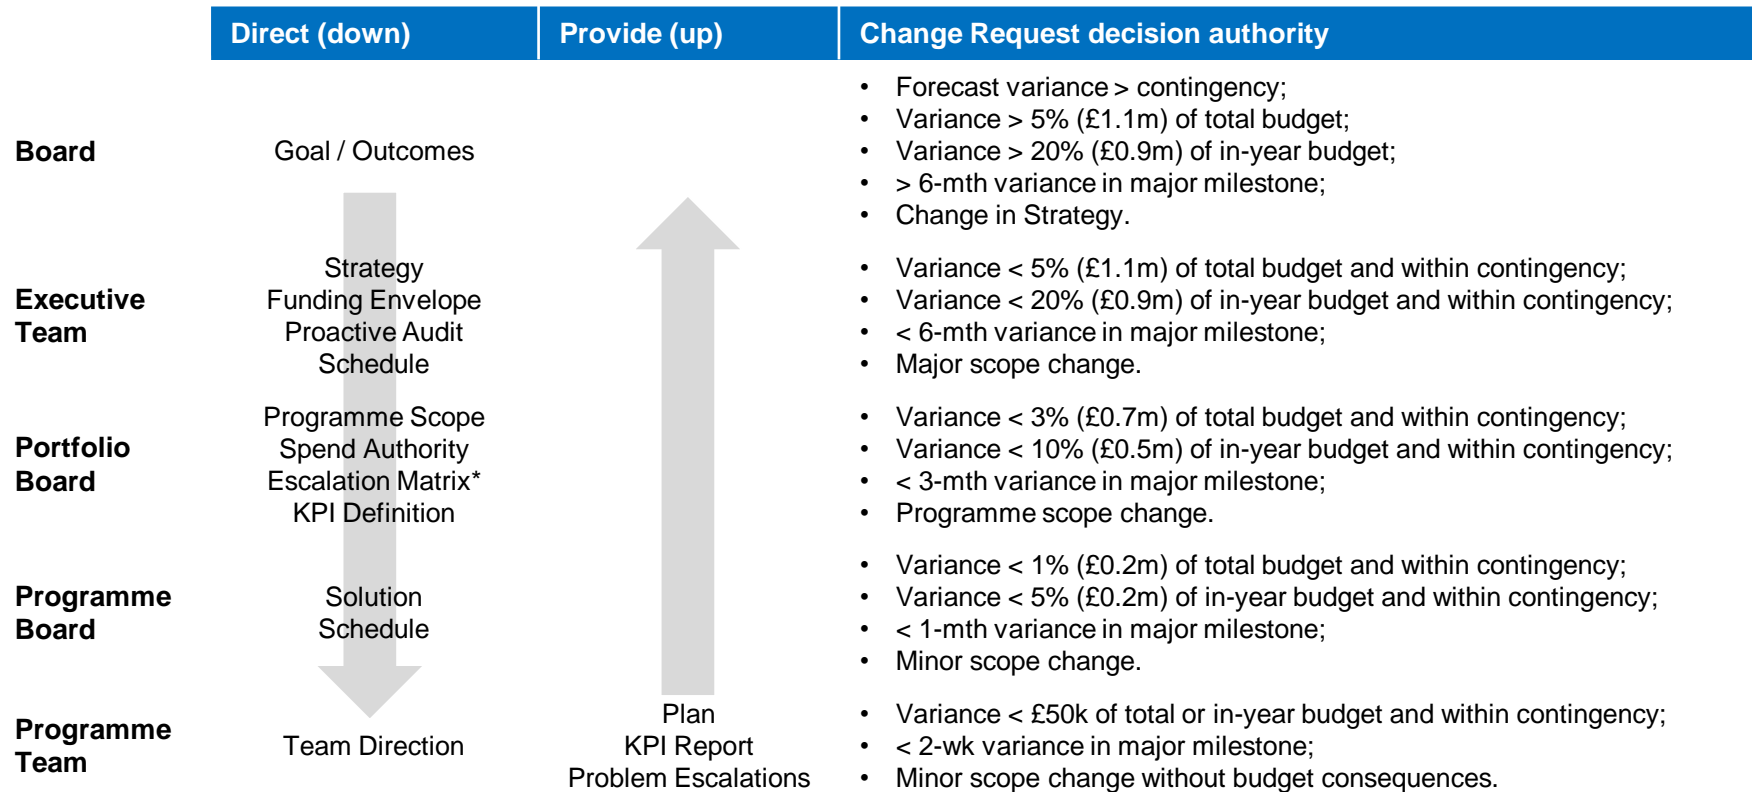 Direct (down) Provide (up) Change Request decision authority
Board
Goal / Outcomes
• Forecast variance > contingency;
• Variance > 5% (£1.1m) of total budget;
• Variance > 20% (£0.9m) of in-year budget;
• > 6-mth variance in major milestone;
• Change in Strategy.
Executive
Team
Strategy
Funding Envelope
Proactive Audit
Schedule
• Variance < 5% (£1.1m) of total budget and within contingency;
• Variance < 20% (£0.9m) of in-year budget and within contingency;
• < 6-mth variance in major milestone;
• Major scope change.
Portfolio
Board
Programme Scope
Spend Authority
Escalation Matrix*
KPI Definition
• Variance < 3% (£0.7m) of total budget and within contingency;
• Variance < 10% (£0.5m) of in-year budget and within contingency;
• < 3-mth variance in major milestone;
• Programme scope change.
Programme
Board
Solution
Schedule
• Variance < 1% (£0.2m) of total budget and within contingency;
• Variance < 5% (£0.2m) of in-year budget and within contingency;
• < 1-mth variance in major milestone;
• Minor scope change.
Programme
Team
Team Direction
Plan
KPI Report
Problem Escalations
• Variance < £50k of total or in-year budget and within contingency;
• < 2-wk variance in major milestone;
• Minor scope change without budget consequences.